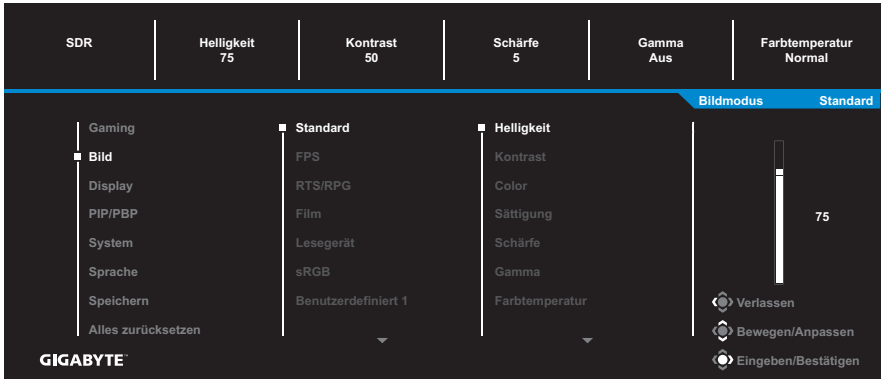 SDR
Helligkeit
75
Kontrast
50
Schärfe
5
Gamma
Aus
Farbtemperatur
Normal
Bildmodus Standard
Gaming
Bild
Display
PIP/PBP
System
Sprache
Speichern
Alles zurücksetzen
Standard
FPS
RTS/RPG
Film
Lesegerät
sRGB
Benutzerdefiniert 1
Helligkeit
Kontrast
Color
Sättigung
Schärfe
Gamma
Farbtemperatur
75
Verlassen
Bewegen/Anpassen
Eingeben/Bestätigen
GIGABYTE™